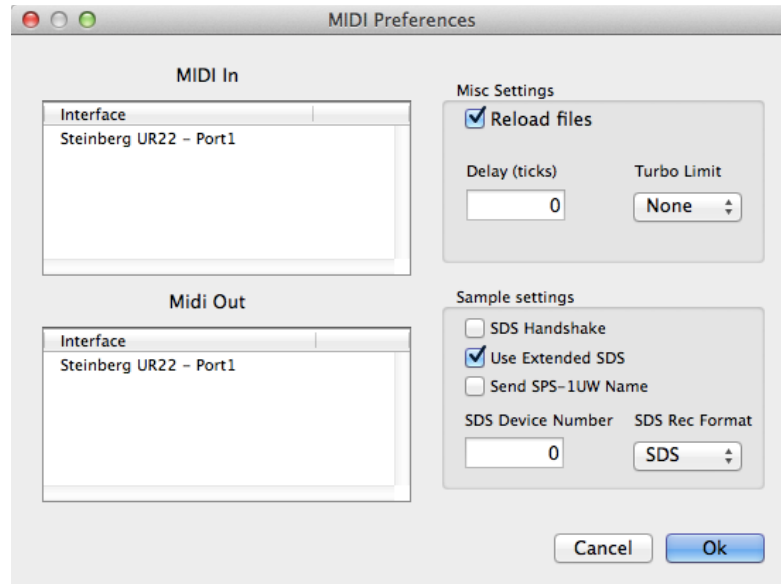 MIDI Preferences
MIDI In
Interface
Steinberg UR22 – Port1
Midi Out
Interface
Steinberg UR22 – Port1
Misc Settings
Reload files
Delay (ticks) Turbo Limit
0 None
Sample settings
SDS Handshake
Use Extended SDS
Send SPS-1UW Name
SDS Device Number SDS Rec Format
0 SDS
Cancel Ok